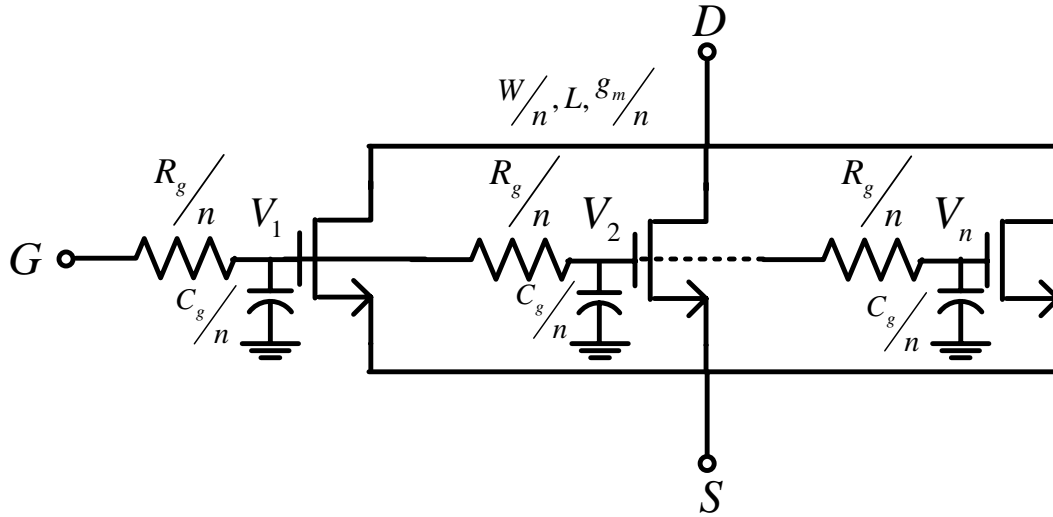 D
W/n, L, g_m/n
R_g/n
R_g/n
R_g/n
V_1
V_2
V_n
G
C_g/n
C_g/n
C_g/n
S